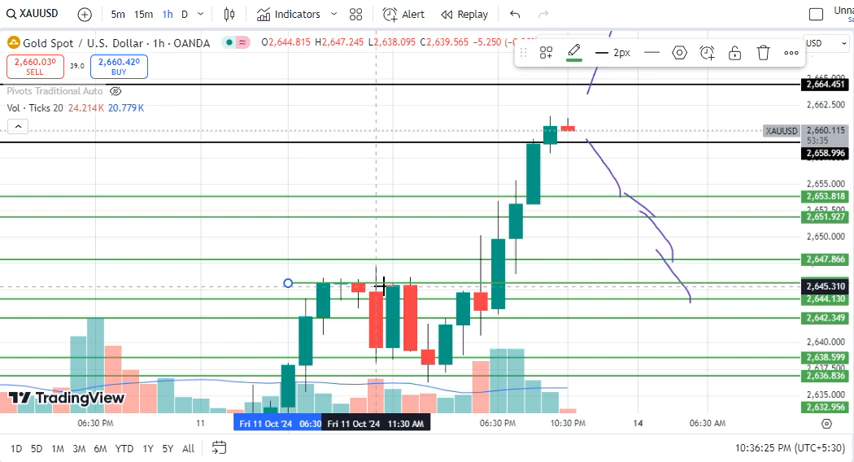 XAUUSD 5m 15m 1h D Indicators Alert Replay Unna
Gold Spot / U.S. Dollar · 1h · OANDA O2,644.815 H2,647.245 L2,638.095 C2,639.565 -5.250
2px
USD
2,660.030 SELL
39.0
2,660.420 BUY
Pivots Traditional Auto
Vol · Ticks 20 24.214K 20.779K
2,664.451
2,662.500
XAUUSD 2,660.115
53:35
2,658.996
2,655.000
2,653.818
2,651.927
2,650.000
2,647.866
2,645.310
2,644.130
2,642.349
2,640.000
2,638.599
2,636.836
2,635.000
2,632.956
TradingView
06:30 PM 11 Fri 11 Oct '24 06:30 Fri 11 Oct '24 11:30 AM 06:30 PM 10:30 PM 14 06:30 AM
1D 5D 1M 3M 6M YTD 1Y 5Y All 10:36:25 PM (UTC+5:30)